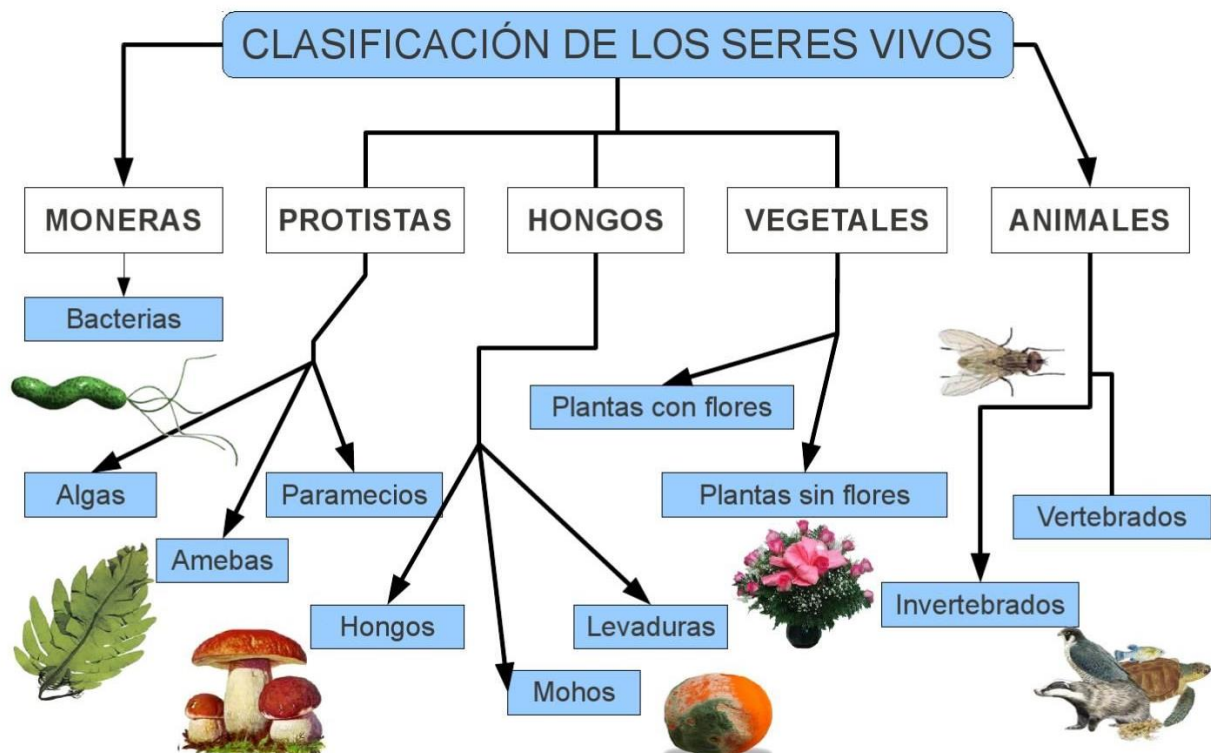 CLASIFICACIÓN DE LOS SERES VIVOS
MONERAS
PROTISTAS
HONGOS
VEGETALES
ANIMALES
Bacterias
Algas
Amebas
Paramecios
Hongos
Mohos
Levaduras
Plantas con flores
Plantas sin flores
Invertebrados
Vertebrados